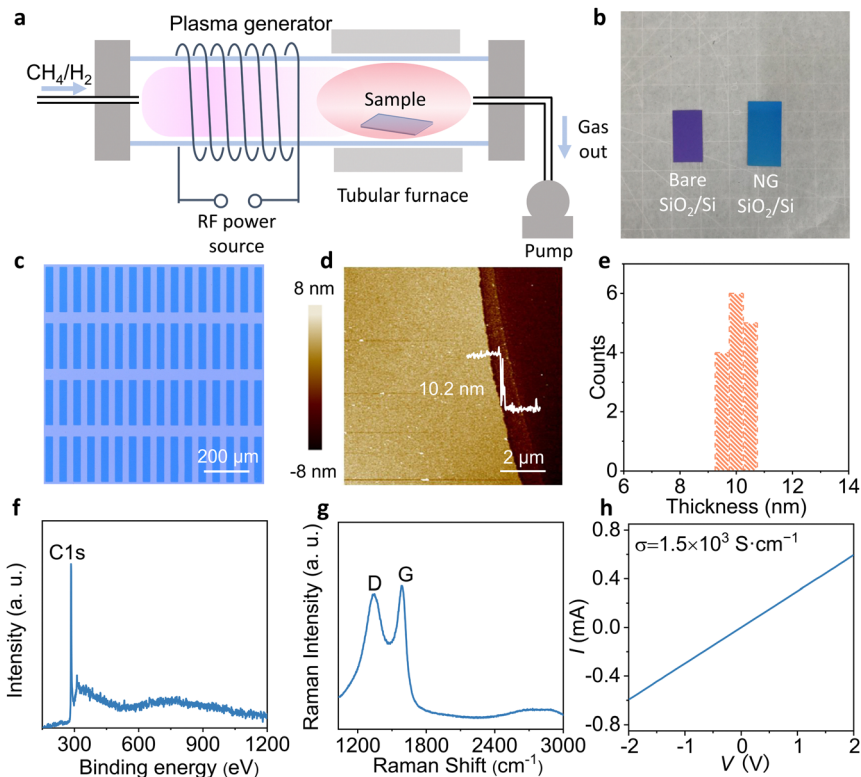 a
Plasma generator
CH₄/H₂
Sample
Gas
out
RF power
source
Tubular furnace
Pump
b
Bare
SiO₂/Si
NG
SiO₂/Si
c
200 μm
d
8 nm
-8 nm
10.2 nm
2 μm
e
Counts
6
4
2
0
6 8 10 12 14
Thickness (nm)
f
C1s
Intensity (a. u.)
300 600 900 1200
Binding energy (eV)
g
D
G
Raman Intensity (a. u.)
1200 1800 2400 3000
Raman Shift (cm⁻¹)
h
σ=1.5×10³ S·cm⁻¹
I (mA)
0.8
0.4
0.0
-0.4
-0.8
-2 -1 0 1 2
V (V)